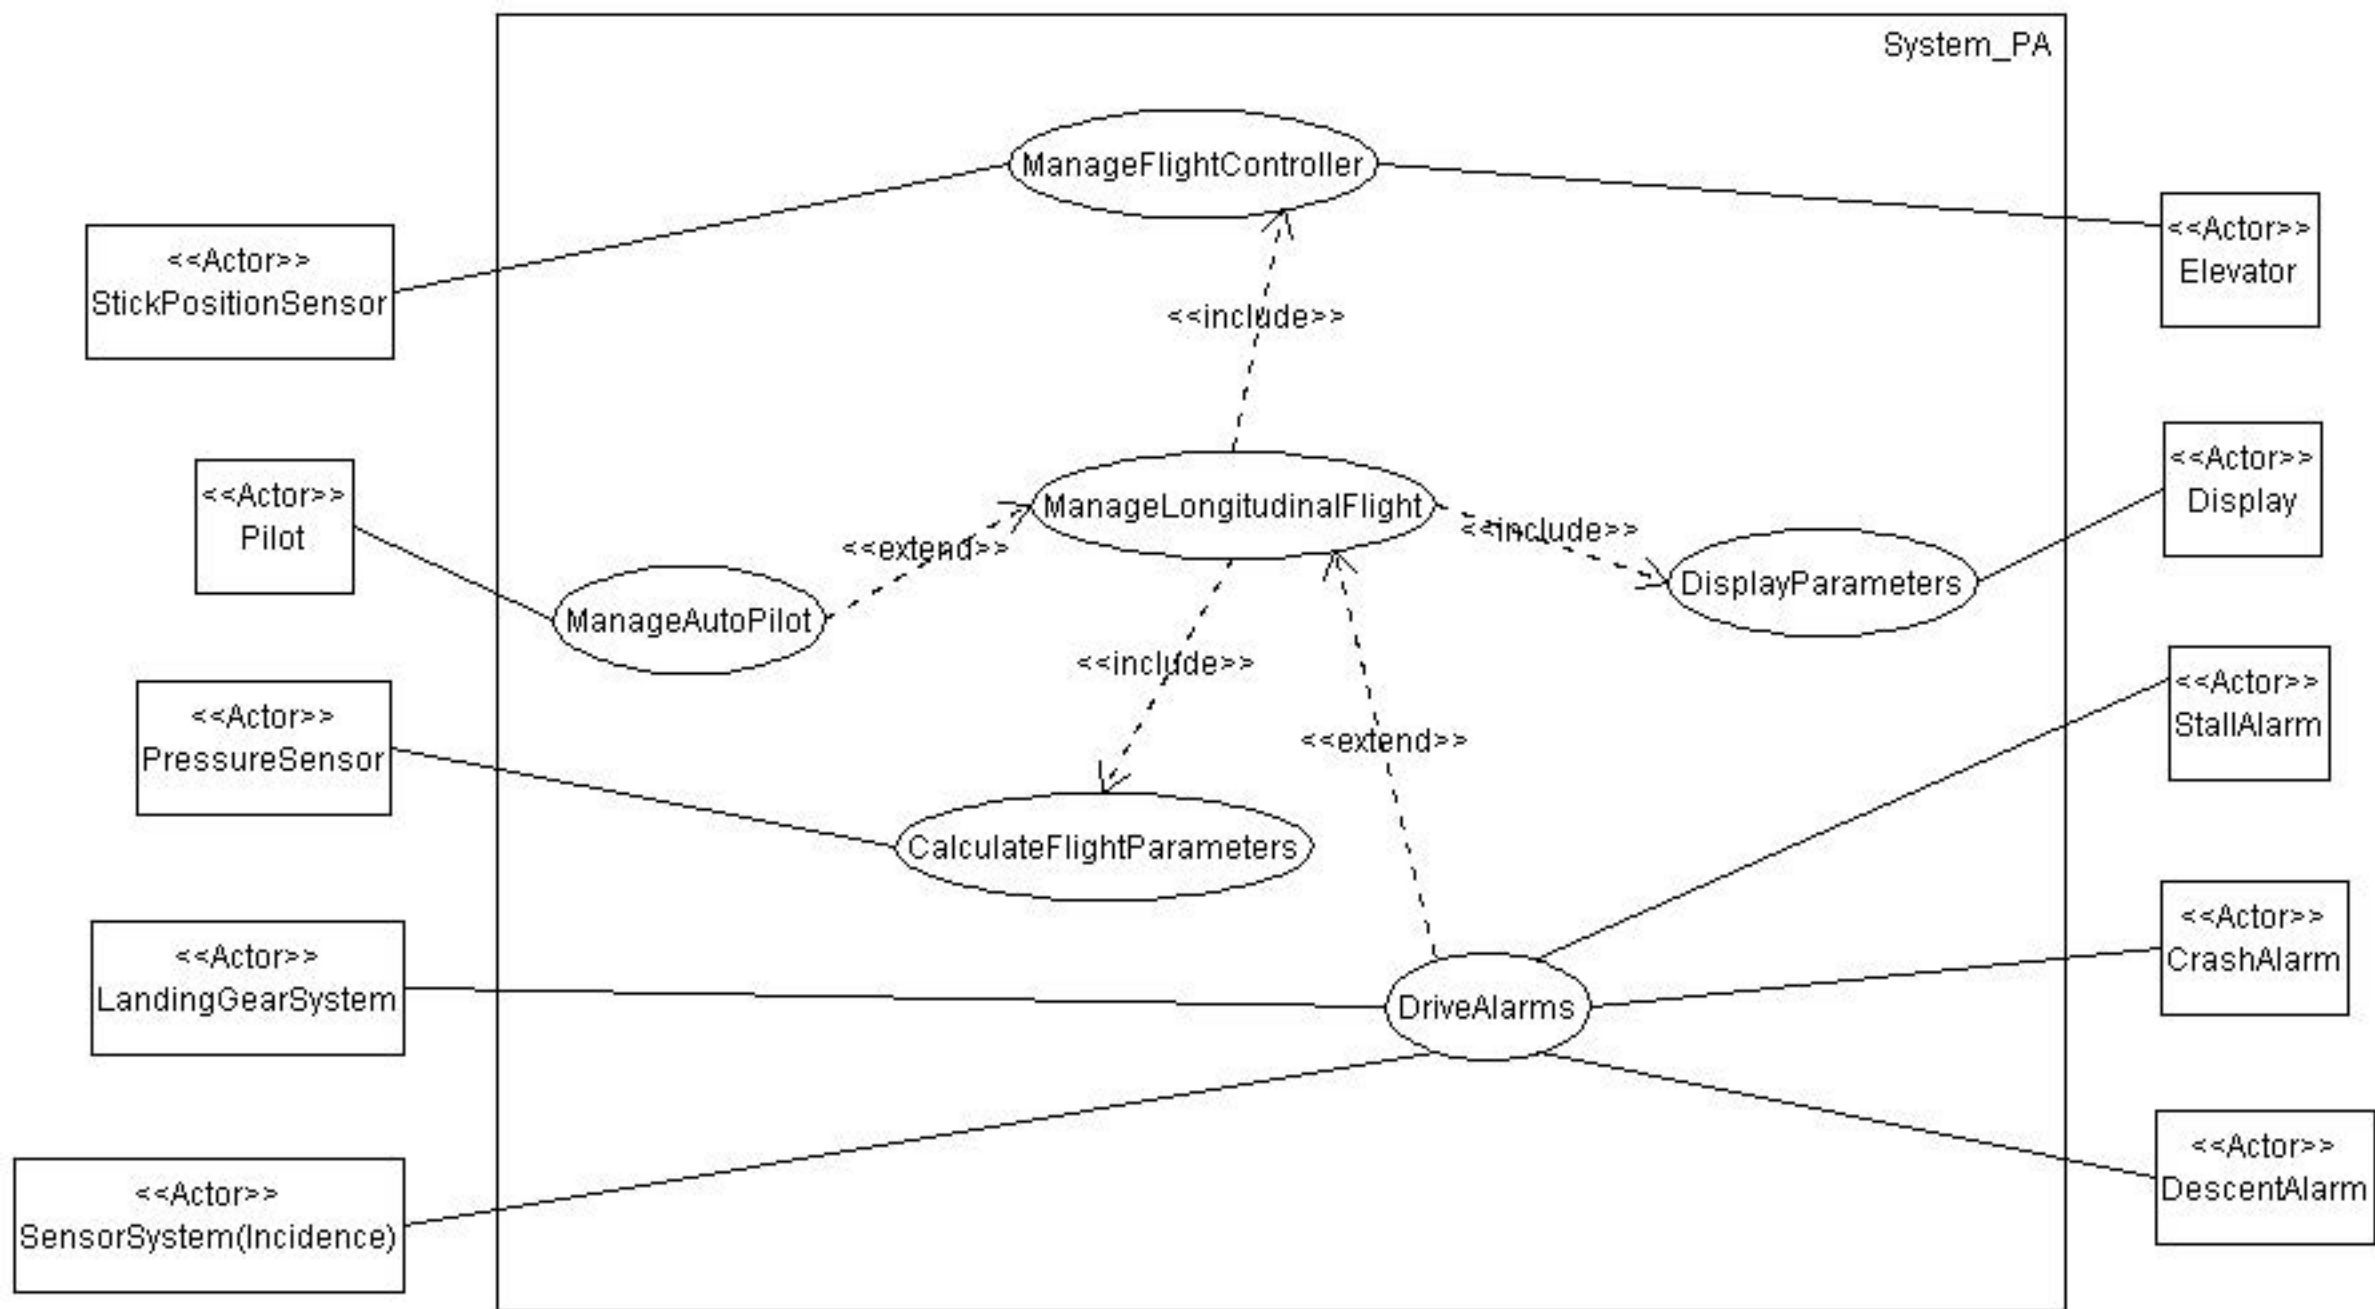 System_PA
ManageFlightController
<<Actor>>
Elevator
<<Actor>>
StickPositionSensor
<<include>>
<<Actor>>
Display
<<Actor>>
Pilot
ManageLongitudinalFlight
<<include>>
<<extend>>
DisplayParameters
ManageAutoPilot
<<include>>
<<Actor>>
StallAlarm
<<Actor>>
PressureSensor
<<extend>>
CalculateFlightParameters
<<Actor>>
CrashAlarm
<<Actor>>
LandingGearSystem
DriveAlarms
<<Actor>>
DescentAlarm
<<Actor>>
SensorSystem(Incidence)